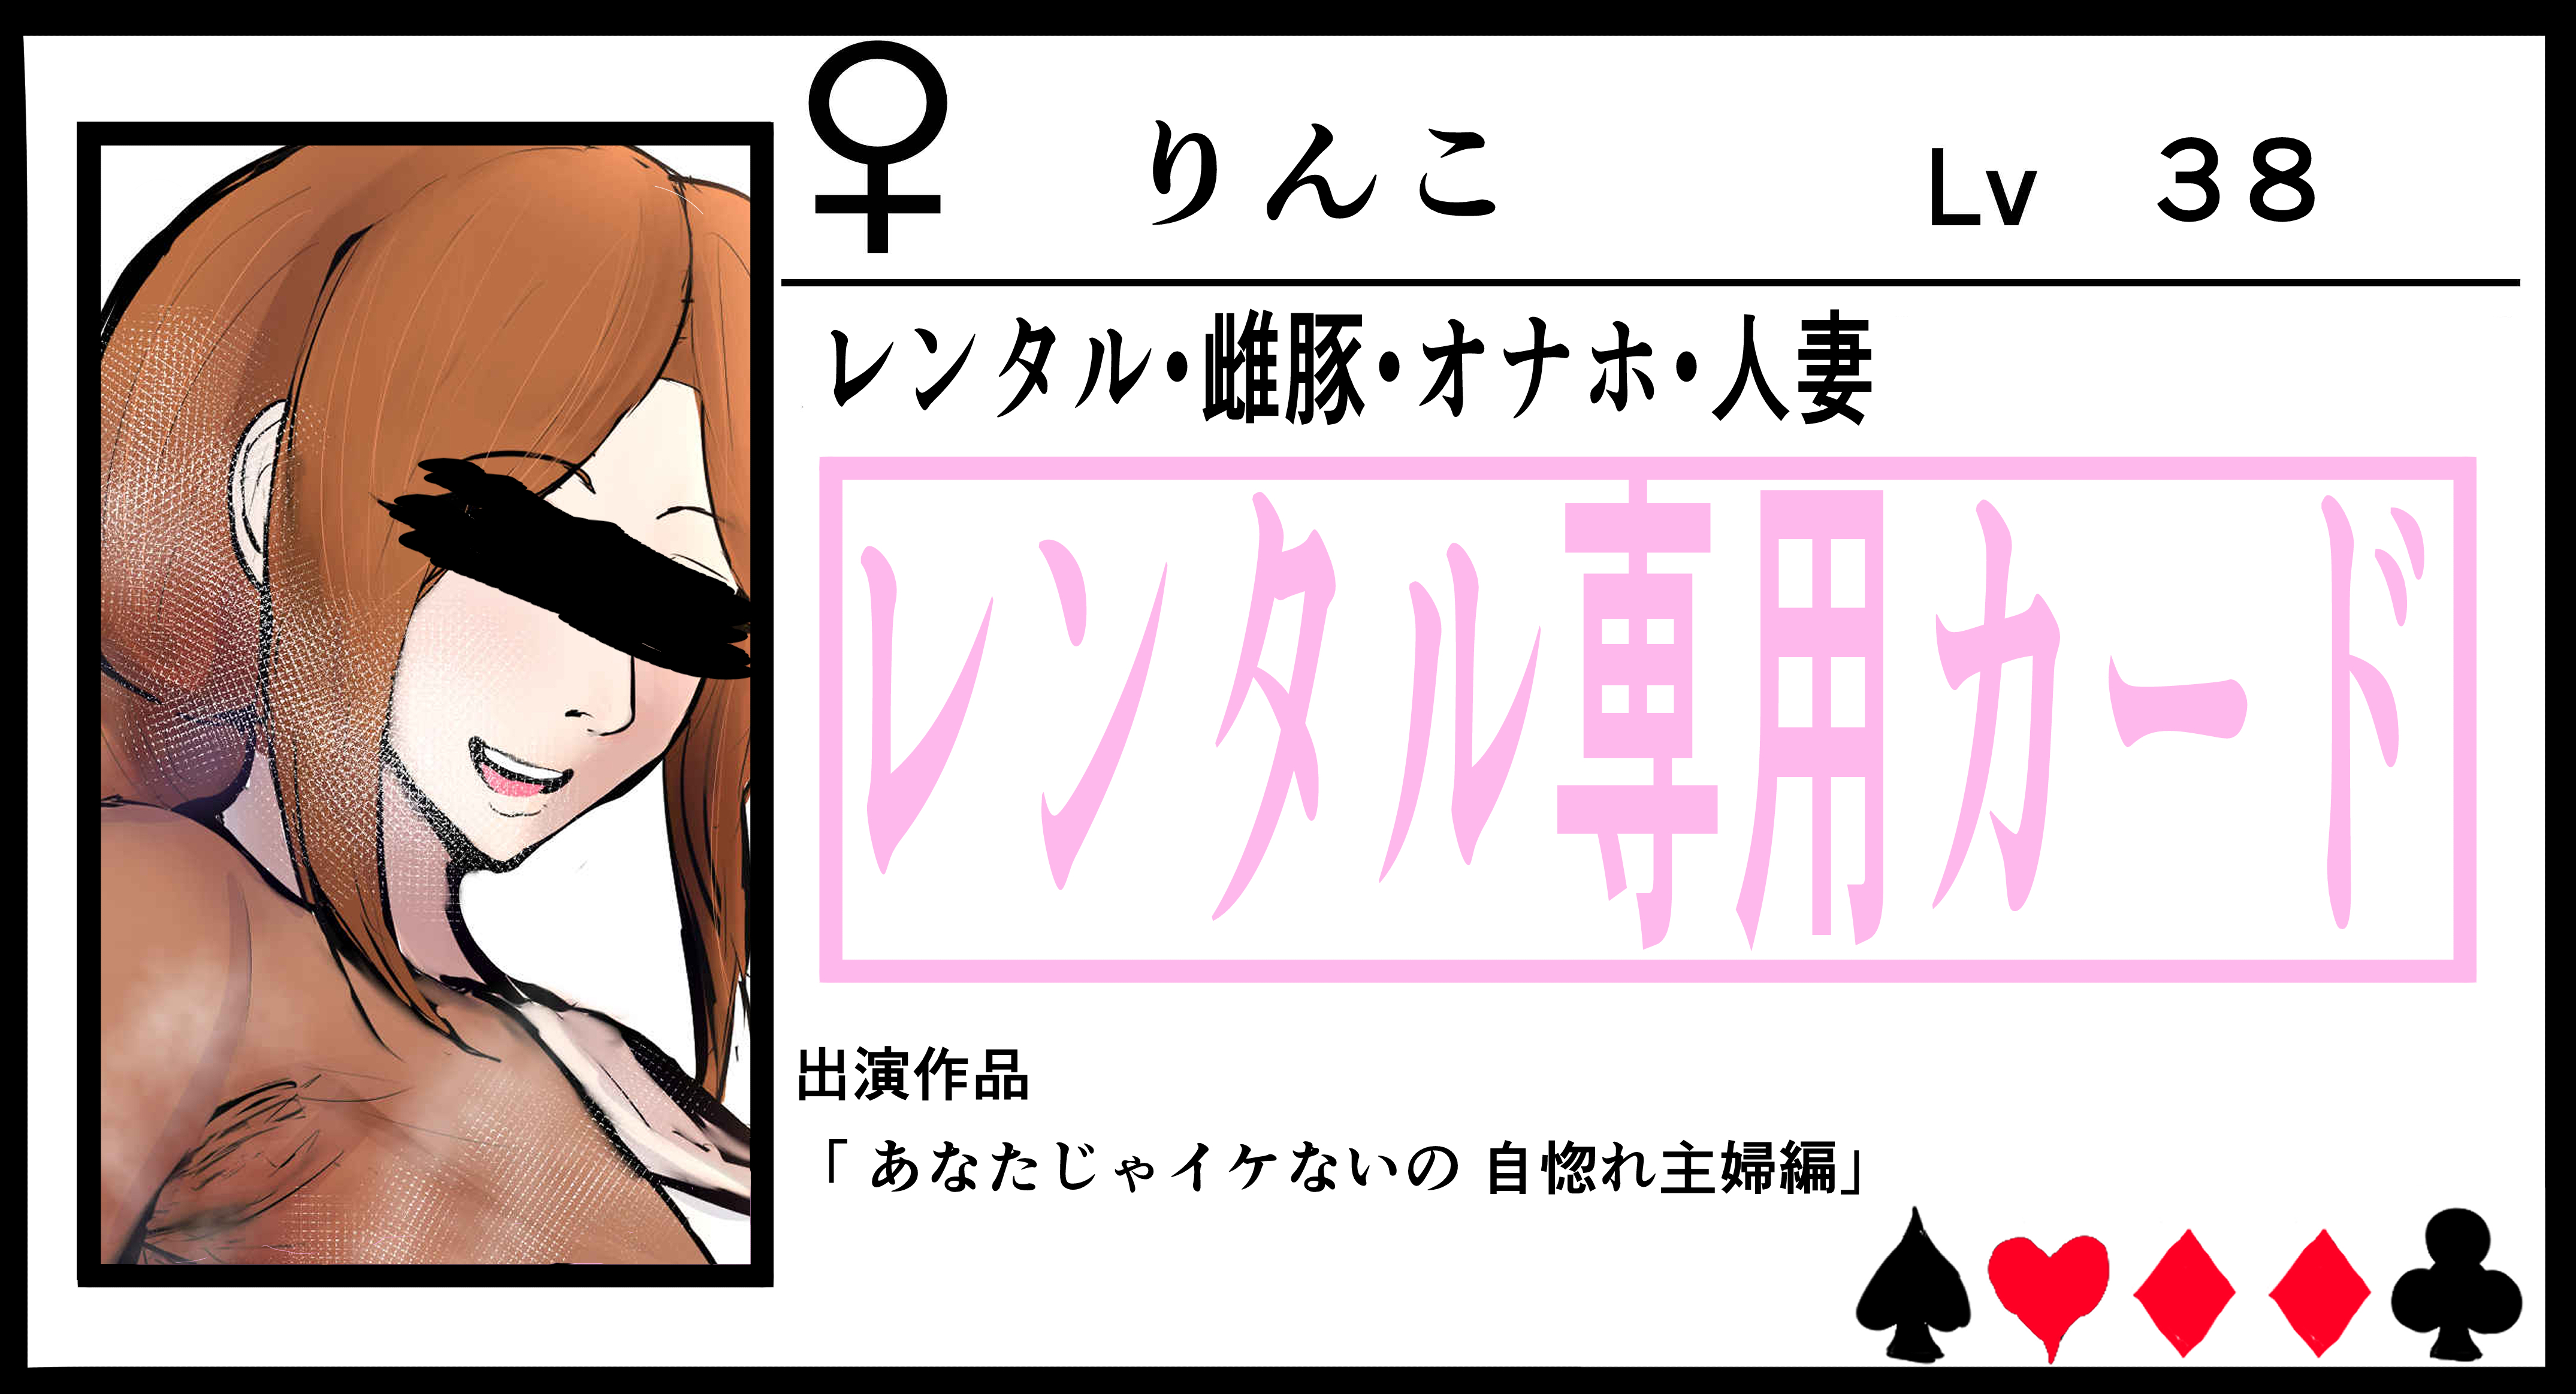 ♀ りんこ Lv 38
レンタル・雌豚・オナホ・人妻
レンタル専用カード
出演作品
「あなたじゃイケないの 自惚れ主婦編」